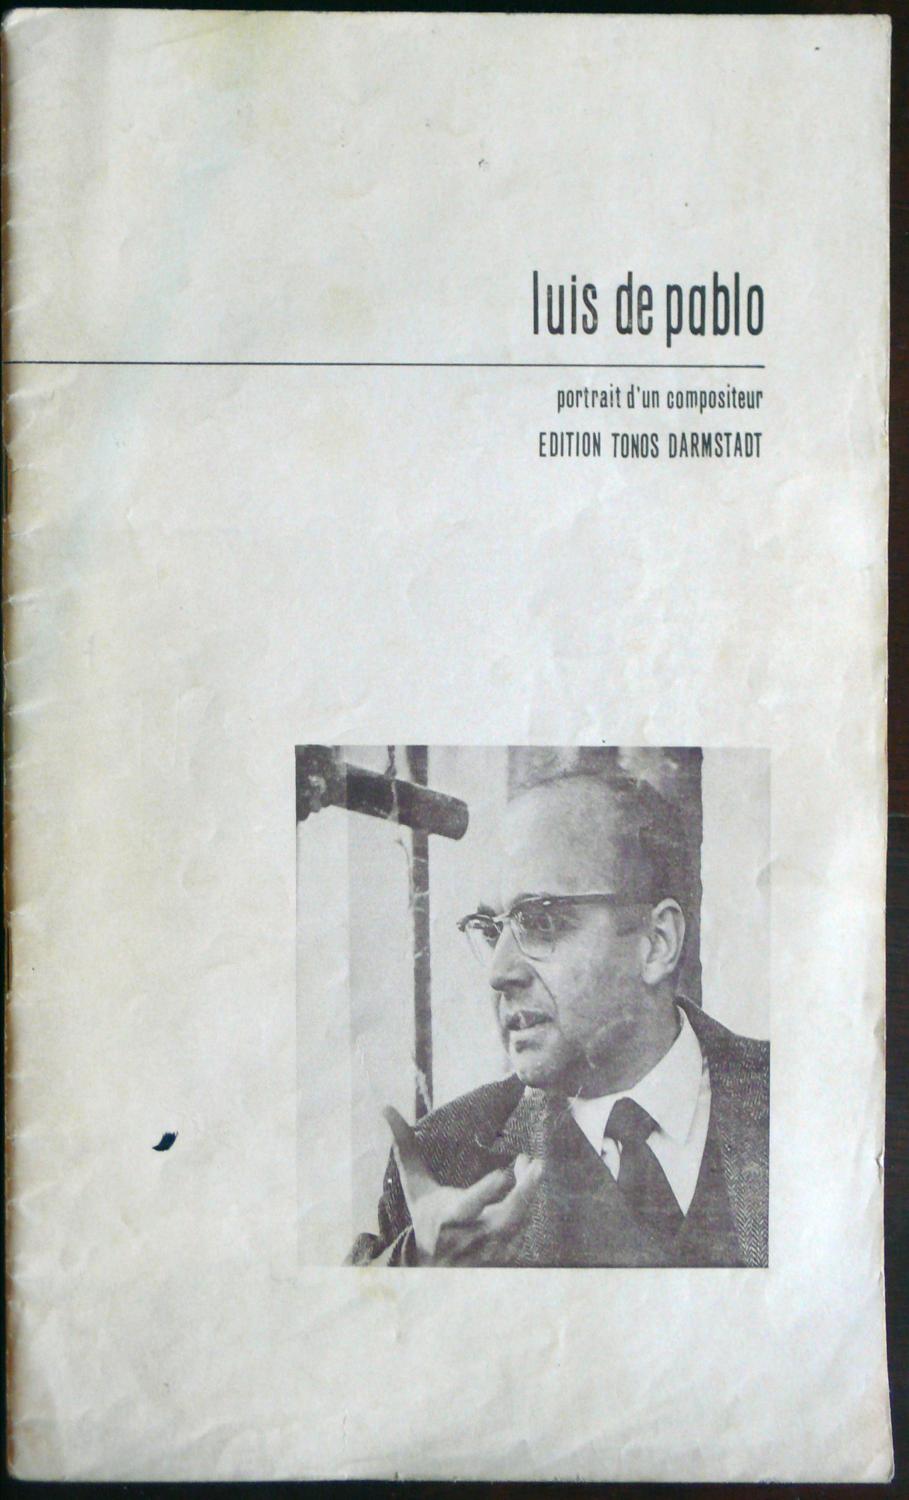 luis de pablo
portrait d'un compositeur
EDITION TONOS DARMSTADT